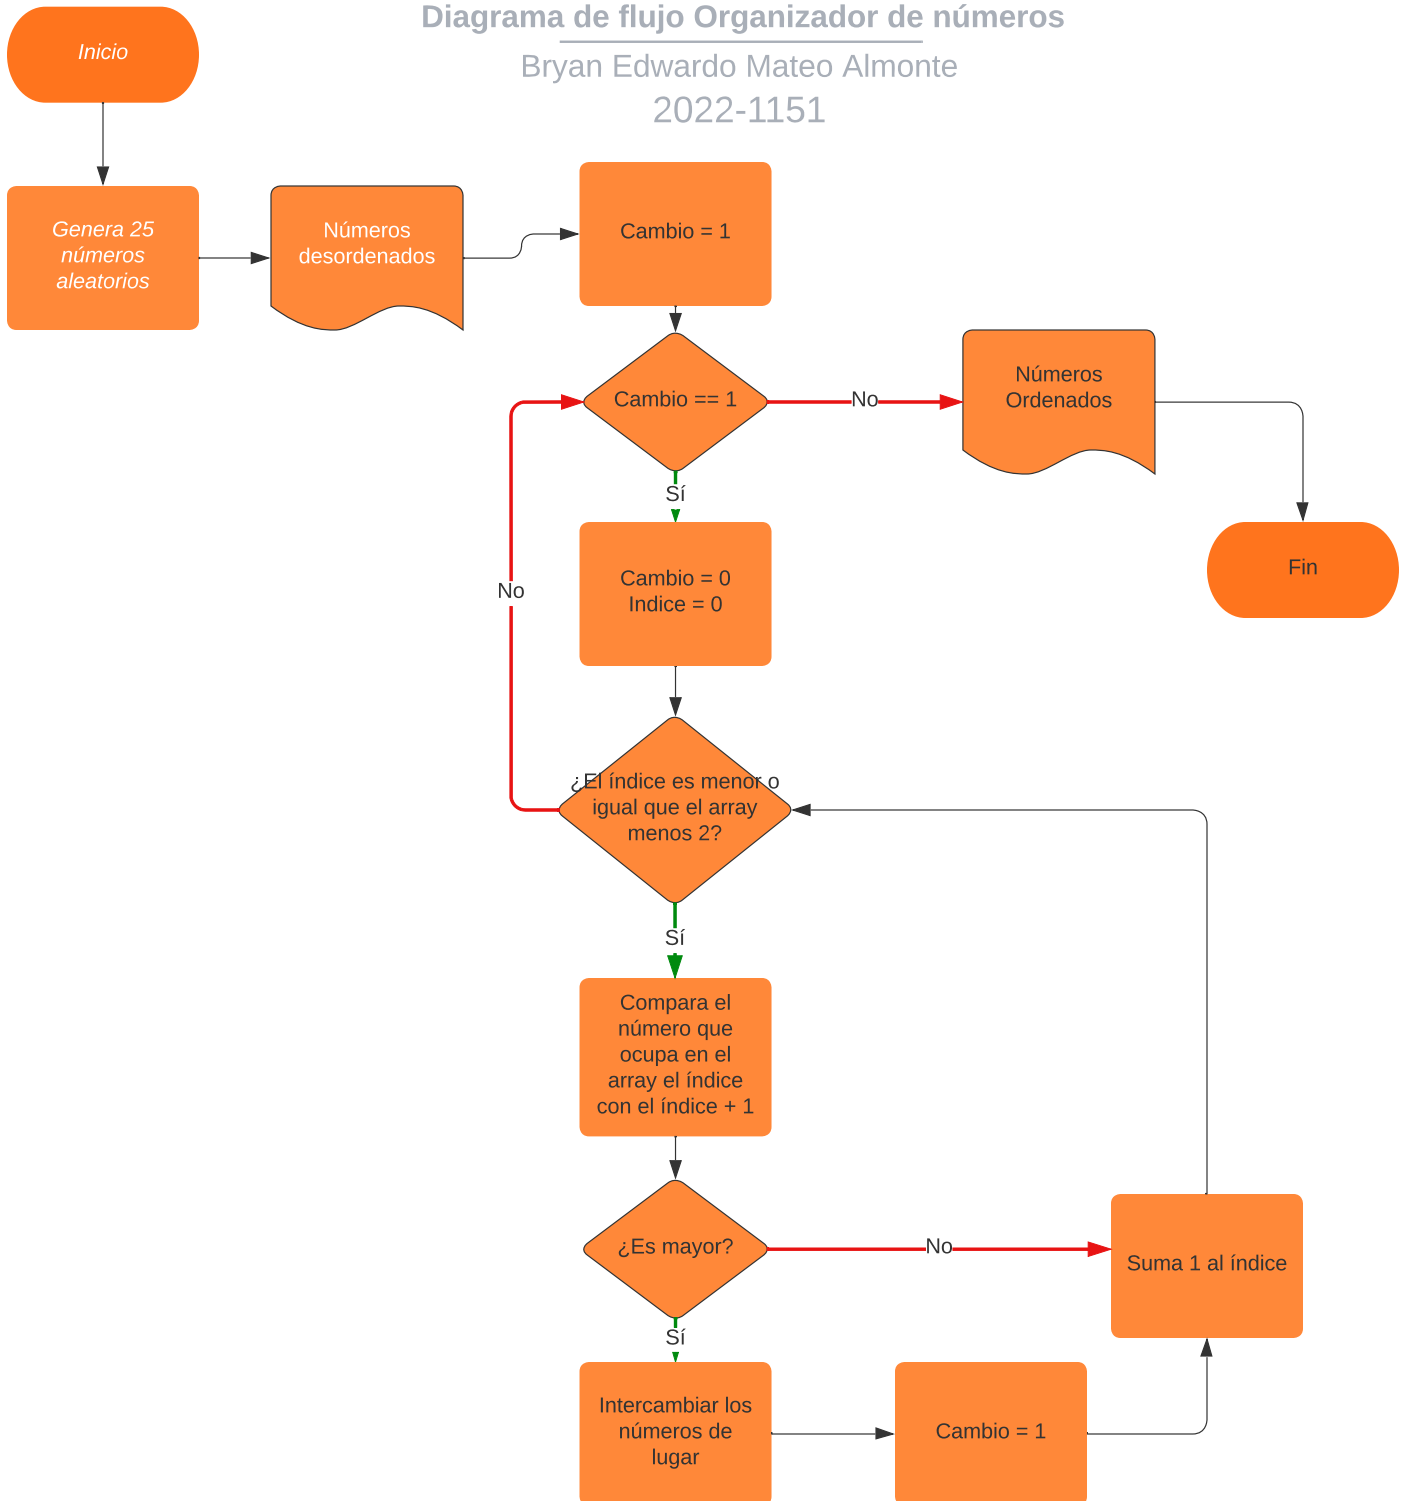 Diagrama de flujo Organizador de números
Bryan Edwardo Mateo Almonte
2022-1151
Inicio
Genera 25
números
aleatorios
Números
desordenados
Cambio = 1
Cambio == 1
No
Números
Ordenados
Fin
Sí
Cambio = 0
Indice = 0
No
¿El índice es menor o
igual que el array
menos 2?
Sí
Compara el
número que
ocupa en el
array el índice
con el índice + 1
¿Es mayor?
No
Suma 1 al índice
Sí
Intercambiar los
números de
lugar
Cambio = 1